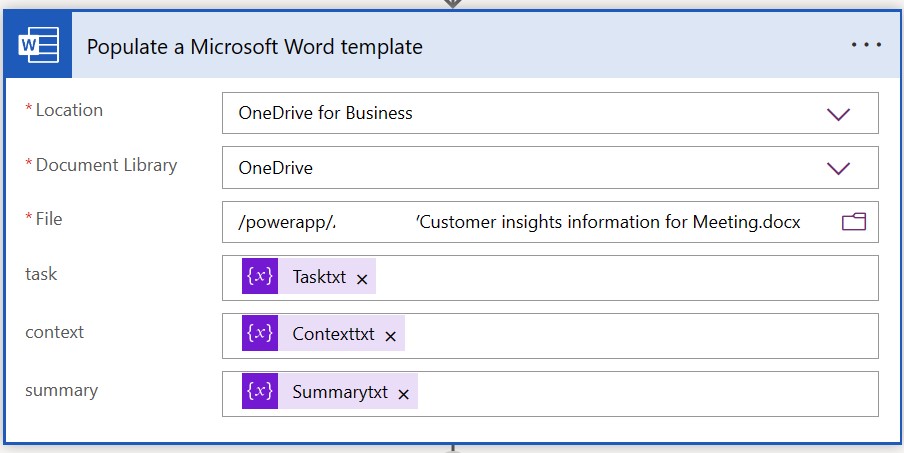 Populate a Microsoft Word template
* Location
OneDrive for Business
* Document Library
OneDrive
* File
/powerapp/. 'Customer insights information for Meeting.docx
task
{x} Tasktxt ×
context
{x} Contexttxt ×
summary
{x} Summarytxt ×